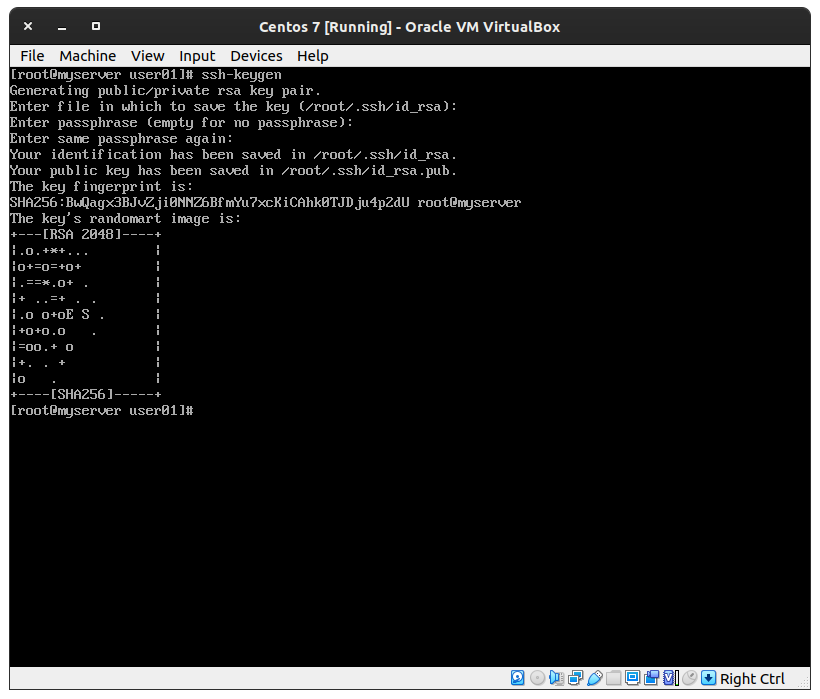 Centos 7 [Running] - Oracle VM VirtualBox
File Machine View Input Devices Help
[root@myserver user01]# ssh-keygen
Generating public/private rsa key pair.
Enter file in which to save the key (/root/.ssh/id_rsa):
Enter passphrase (empty for no passphrase):
Enter same passphrase again:
Your identification has been saved in /root/.ssh/id_rsa.
Your public key has been saved in /root/.ssh/id_rsa.pub.
The key fingerprint is:
SHA256:BwQagx3BJvZji0NNZ6BfmYu7xcKiCAhk0TJDju4p2dU root@myserver
The key's randomart image is:
+---[RSA 2048]----+
|.o.+*+...        |
|o+=o=+o+         |
|.==*.o+ .        |
|+ ..=+ . .       |
|.o o+oE S .      |
|+o+o.o   .       |
|=oo.+ o          |
|+. . +           |
|o   .            |
+----[SHA256]-----+
[root@myserver user01]#
Right Ctrl